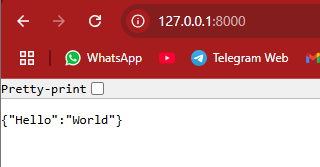 127.0.0.1:8000
WhatsApp Telegram Web
Pretty-print
{"Hello":"World"}